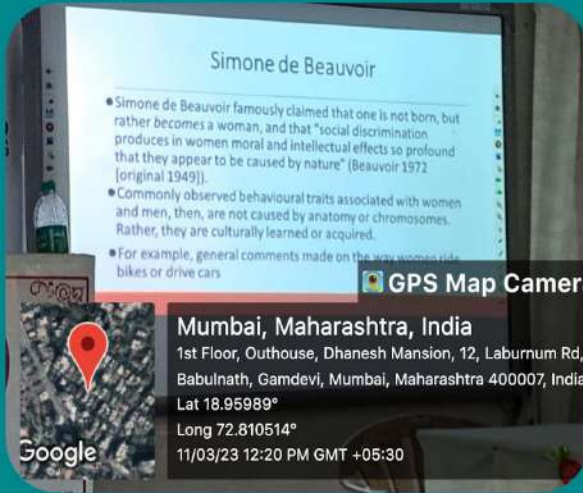 Simone de Beauvoir
●Simone de Beauvoir famously claimed that one is not born, but
rather becomes a woman, and that "social discrimination
produces in women moral and intellectual effects so profound
that they appear to be caused by nature" (Beauvoir 1972
[original 1949]).
●Commonly observed behavioural traits associated with women
and men, then, are not caused by anatomy or chromosomes.
Rather, they are culturally learned or acquired.
●For example, general comments made on the way women ride
bikes or drive cars
GPS Map Camer
Mumbai, Maharashtra, India
1st Floor, Outhouse, Dhanesh Mansion, 12, Laburnum Rd,
Babulnath, Gamdevi, Mumbai, Maharashtra 400007, India
Lat 18.95989°
Long 72.810514°
11/03/23 12:20 PM GMT +05:30
Google